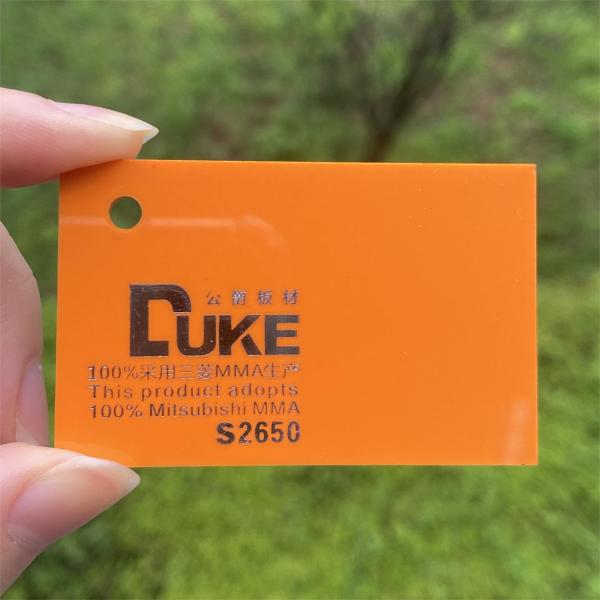 公爵板材
DUKE
100%采用三菱MMA生产
This product adopts
100% Mitsubishi MMA
S2650